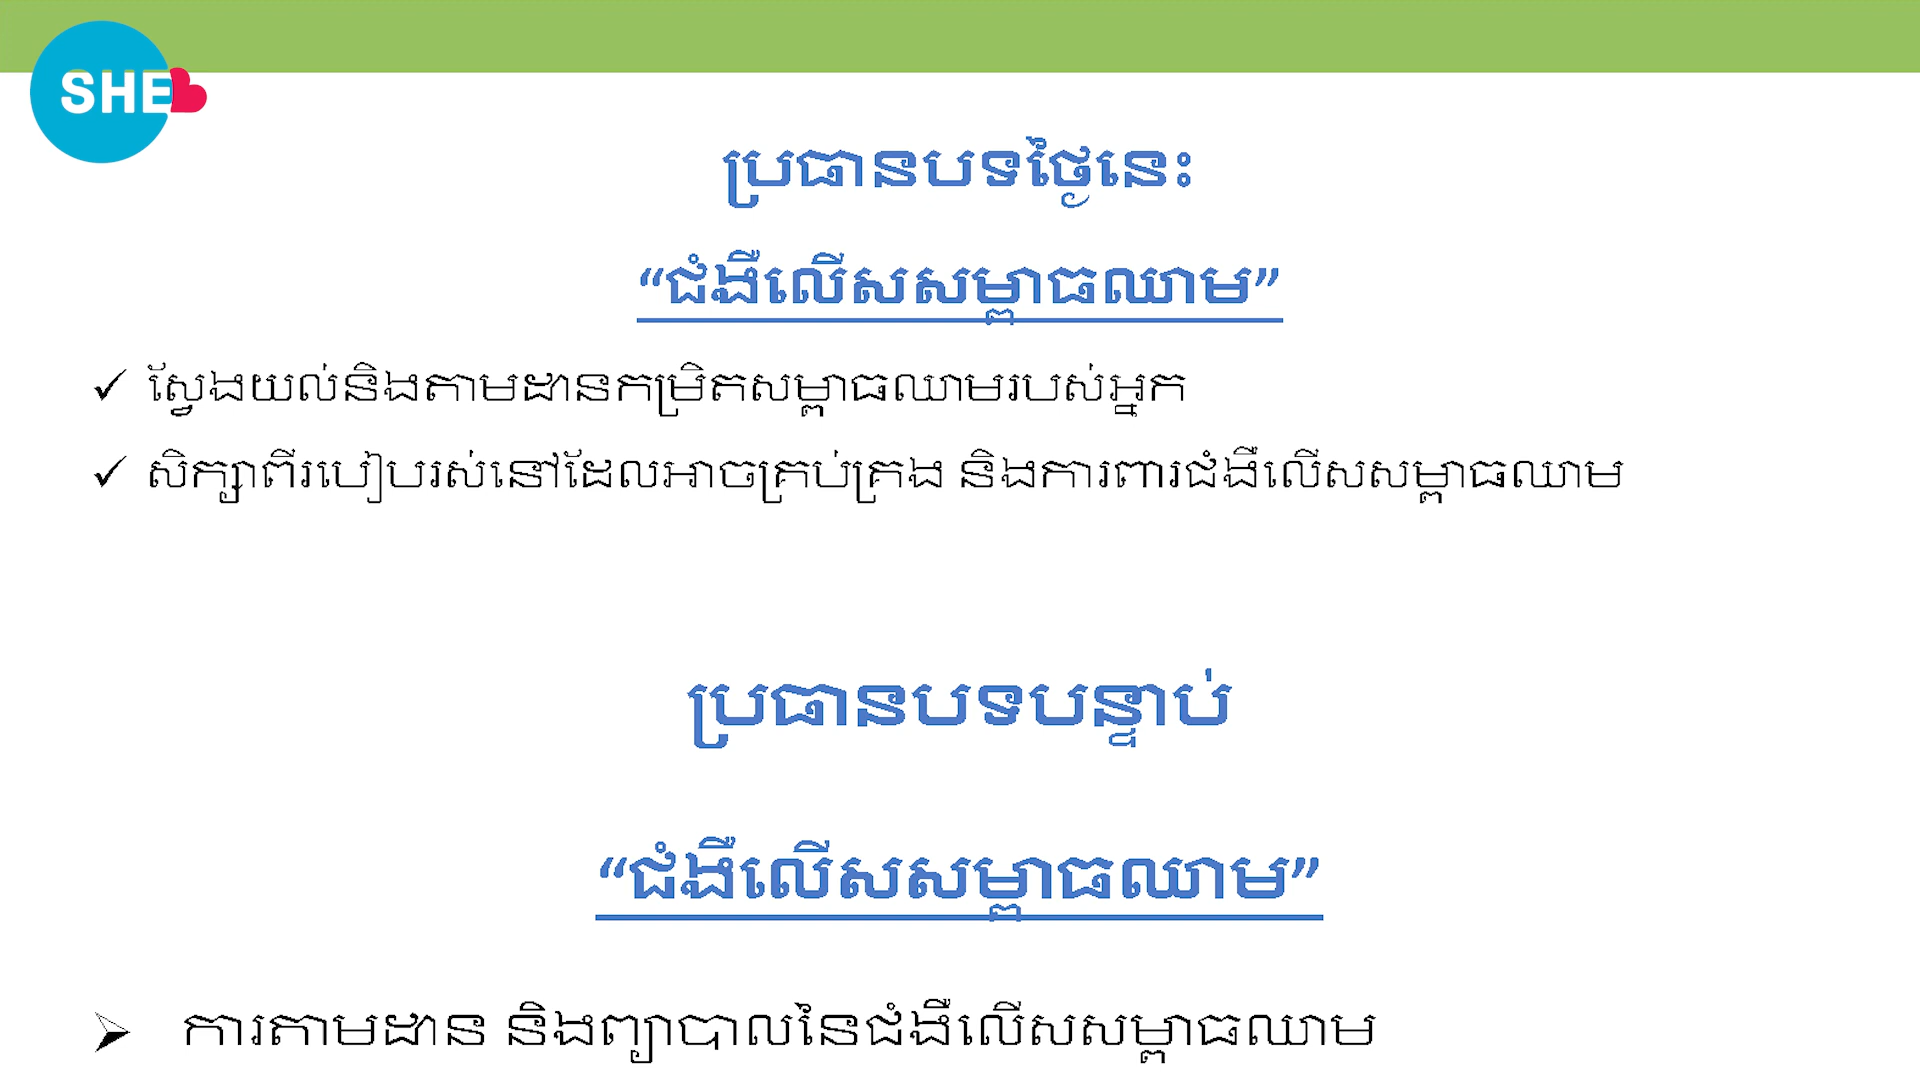 SHE
ប្រធានបទថ្ងៃនេះ
“ជំងឺលើសសម្ពាធឈាម”
✓ ស្វែងយល់និងតាមដានកម្រិតសម្ពាធឈាមរបស់អ្នក
✓ សិក្សាពីរបៀបរស់នៅដែលអាចគ្រប់គ្រង និងការពារជំងឺលើសសម្ពាធឈាម
ប្រធានបទបន្ទាប់
“ជំងឺលើសសម្ពាធឈាម”
➢ ការតាមដាន និងព្យាបាលនៃជំងឺលើសសម្ពាធឈាម